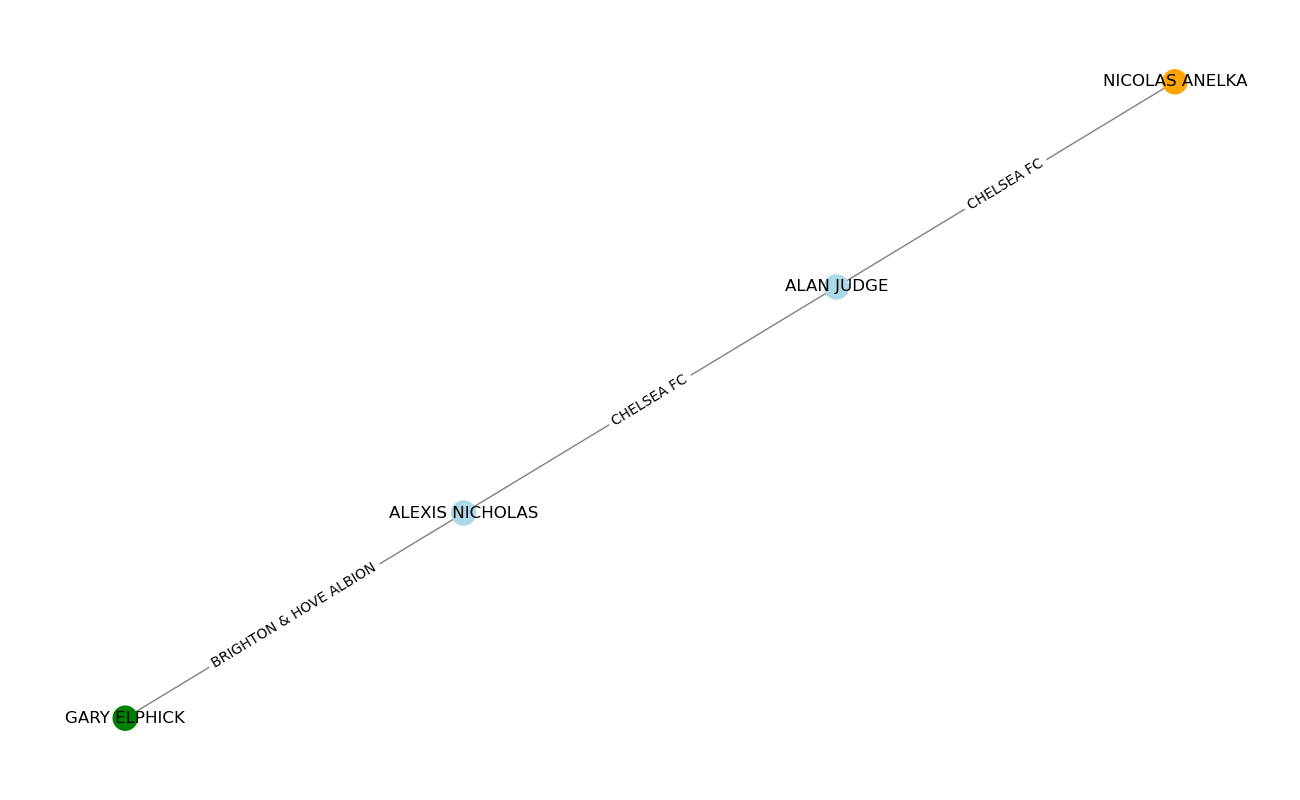 NICOLAS ANELKA
CHELSEA FC
ALAN JUDGE
CHELSEA FC
ALEXIS NICHOLAS
BRIGHTON & HOVE ALBION
GARY ELPHICK